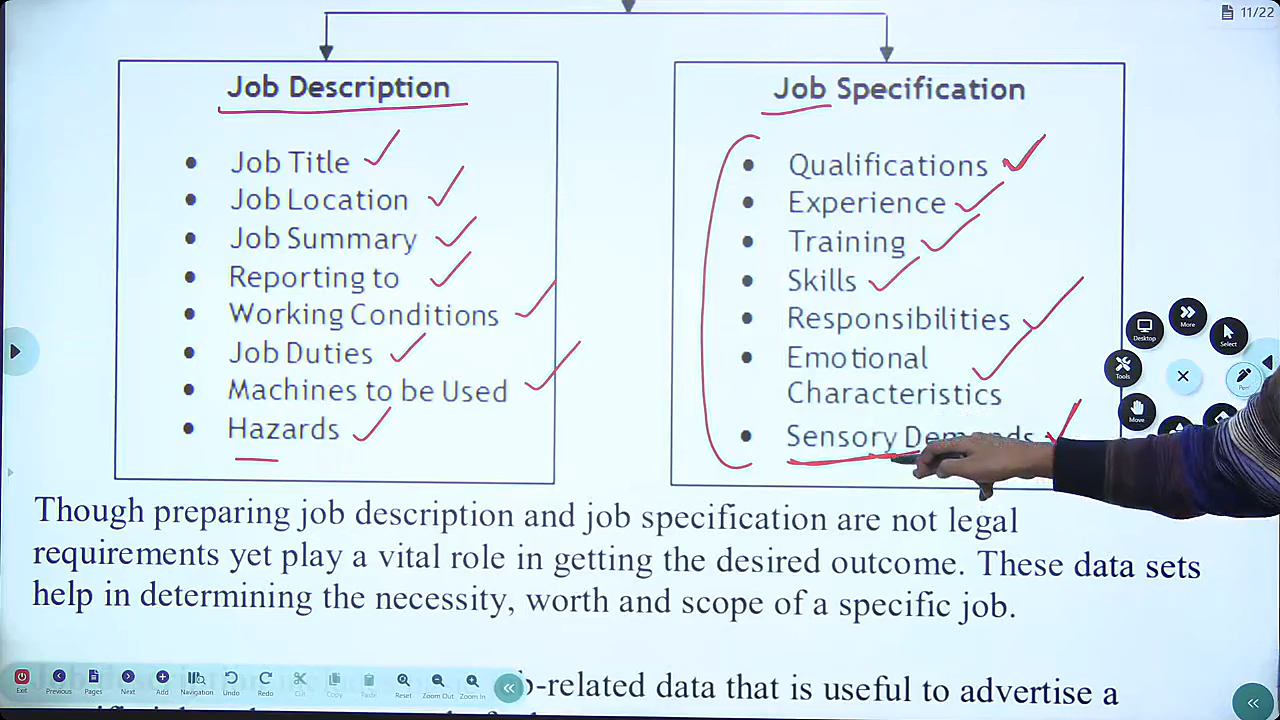 11/22
Job Description
Job Title
Job Location
Job Summary
Reporting to
Working Conditions
Job Duties
Machines to be Used
Hazards
Job Specification
Qualifications
Experience
Training
Skills
Responsibilities
Emotional
Characteristics
Sensory Demands
Though preparing job description and job specification are not legal
requirements yet play a vital role in getting the desired outcome. These data sets
help in determining the necessity, worth and scope of a specific job.
-related data that is useful to advertise a
Desktop
More
Select
Tools
Pen
Move
Exit
Previous
Pages
Next
Add
Navigation
Undo
Redo
Cut
Copy
Paste
Reset
Zoom Out
Zoom In